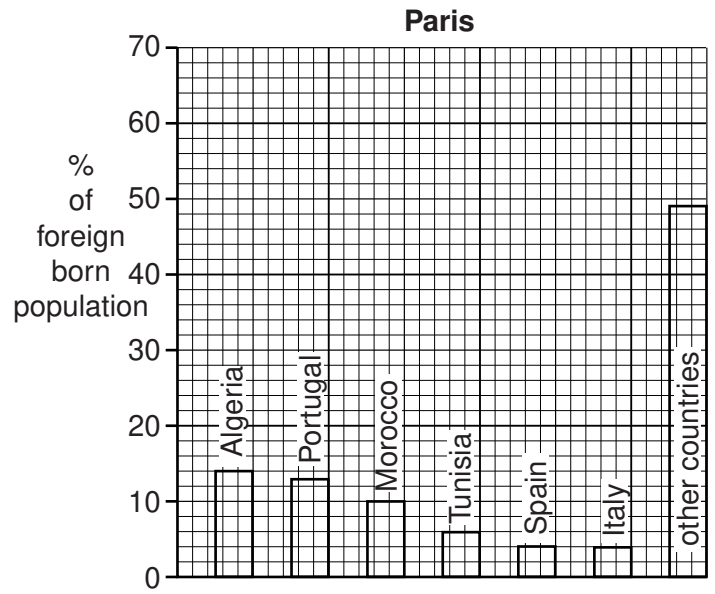 Paris
70
60
50
40
30
20
10
0
%
of
foreign
born
population
Algeria
Portugal
Morocco
Tunisia
Spain
Italy
other countries